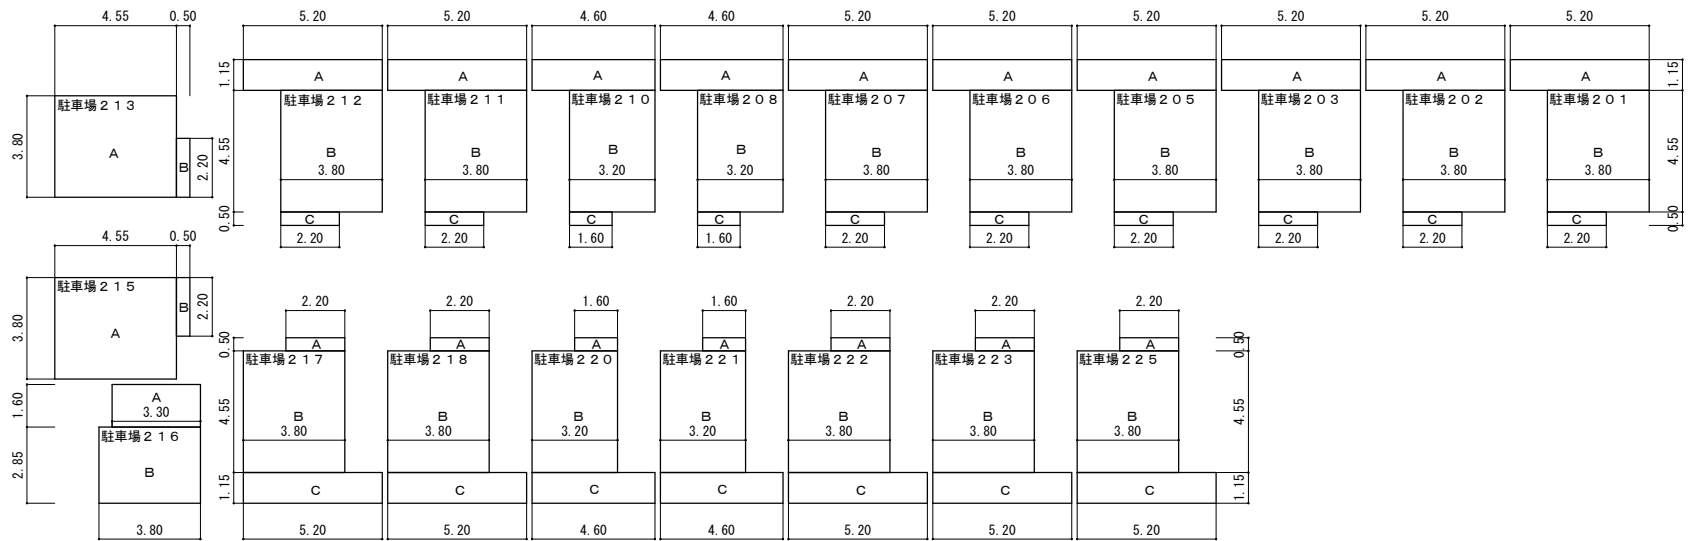 4.55 0.50 5.20 5.20 4.60 4.60 5.20 5.20 5.20 5.20 5.20 5.20
1.15 A A A A A A A A A A 1.15
駐車場213 駐車場212 駐車場211 駐車場210 駐車場208 駐車場207 駐車場206 駐車場205 駐車場203 駐車場202 駐車場201
3.80 A B 2.20 4.55 B B B B B B B B B B 4.55
3.80 3.80 3.20 3.20 3.80 3.80 3.80 3.80 3.80 3.80
0.50 C C C C C C C C C C 0.50
2.20 2.20 1.60 1.60 2.20 2.20 2.20 2.20 2.20 2.20
4.55 0.50
駐車場215
3.80 A B 2.20
2.20 2.20 1.60 1.60 2.20 2.20 2.20
0.50 A A A A A A A 0.50
駐車場217 駐車場218 駐車場220 駐車場221 駐車場222 駐車場223 駐車場225
1.60 A 4.55 B B B B B B B 4.55
3.30 3.80 3.80 3.20 3.20 3.80 3.80 3.80
駐車場216
2.85 B 1.15 C C C C C C C 1.15
3.80 5.20 5.20 4.60 4.60 5.20 5.20 5.20